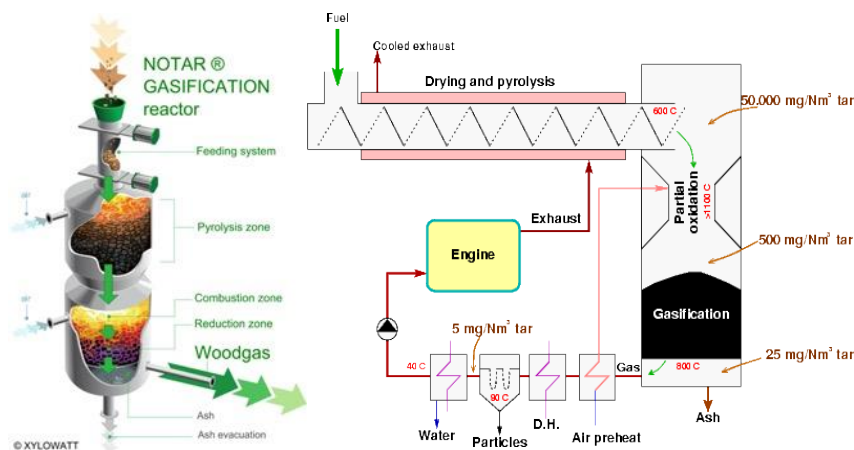 NOTAR ®
GASIFICATION
reactor
Feeding system
Pyrolysis zone
Combustion zone
Reduction zone
Woodgas
Ash
Ash evacuation
© XYLOWATT
Fuel
Cooled exhaust
Drying and pyrolysis
600 C
50.000 mg/Nm³ tar
Partial
oxidation
>1100 C
Exhaust
Engine
500 mg/Nm³ tar
Gasification
5 mg/Nm³ tar
40 C
90 C
Gas
800 C
25 mg/Nm³ tar
Water
Particles
D.H.
Air preheat
Ash